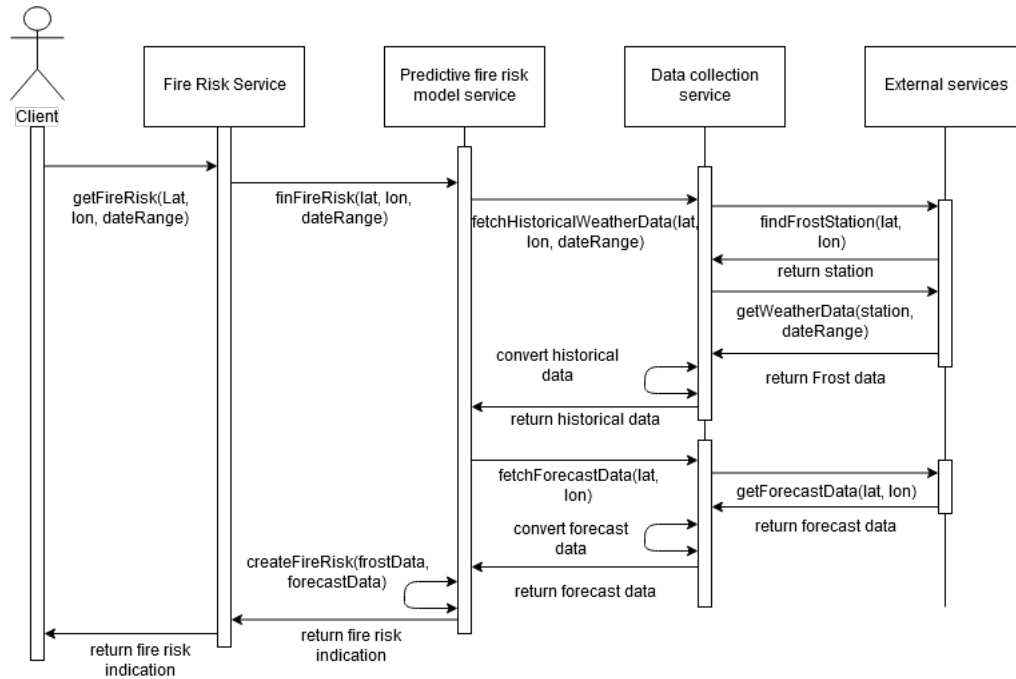 Client
Fire Risk Service
Predictive fire risk
model service
Data collection
service
External services
getFireRisk(Lat,
lon, dateRange)
finFireRisk(lat, lon,
dateRange)
fetchHistoricalWeatherData(lat,
lon, dateRange)
findFrostStation(lat,
lon)
return station
getWeatherData(station,
dateRange)
return Frost data
convert historical
data
return historical data
fetchForecastData(lat,
lon)
getForecastData(lat, lon)
return forecast data
convert forecast
data
return forecast data
createFireRisk(frostData,
forecastData)
return fire risk
indication
return fire risk
indication